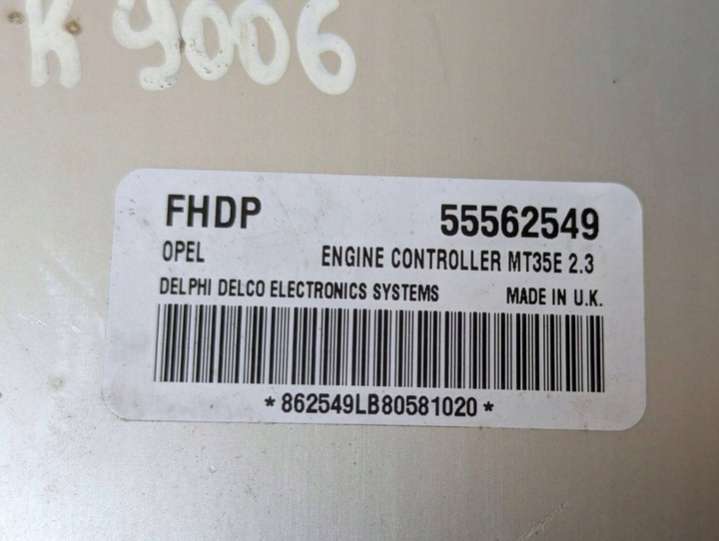 K 9006
FHDP 55562549
OPEL ENGINE CONTROLLER MT35E 2.3
DELPHI DELCO ELECTRONICS SYSTEMS MADE IN U.K.
*862549LB80581020*